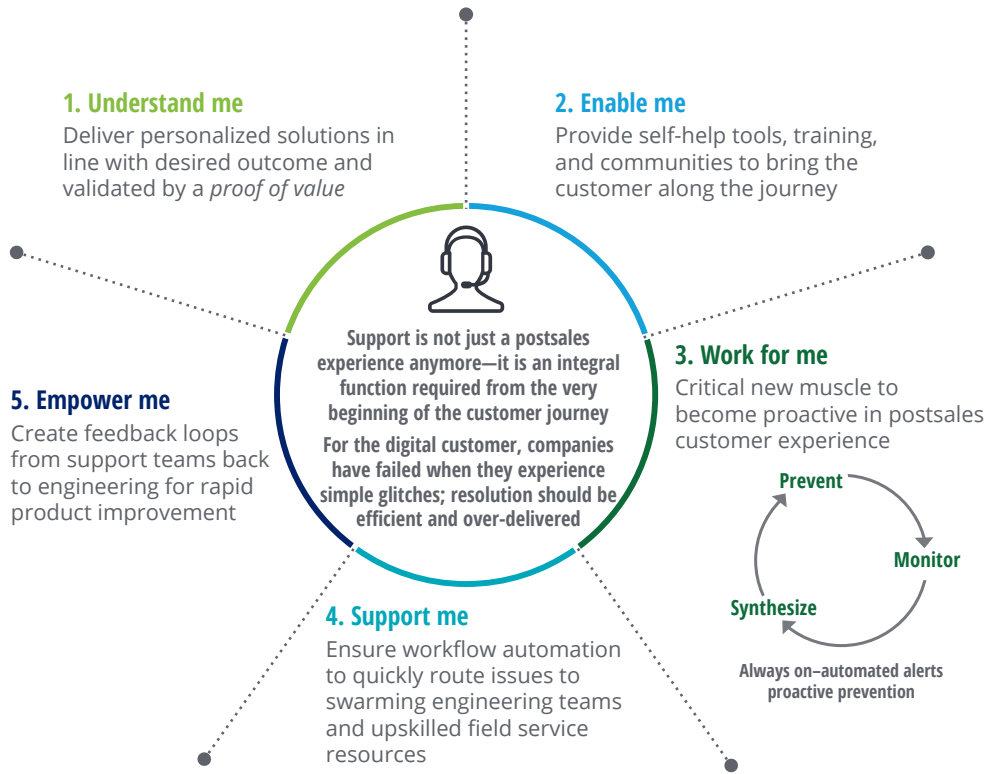 1. Understand me
Deliver personalized solutions in
line with desired outcome and
validated by a proof of value
2. Enable me
Provide self-help tools, training,
and communities to bring the
customer along the journey
Support is not just a postsales
experience anymore—it is an integral
function required from the very
beginning of the customer journey
For the digital customer, companies
have failed when they experience
simple glitches; resolution should be
efficient and over-delivered
3. Work for me
Critical new muscle to
become proactive in postsales
customer experience
Prevent
Monitor
Synthesize
Always on–automated alerts
proactive prevention
4. Support me
Ensure workflow automation
to quickly route issues to
swarming engineering teams
and upskilled field service
resources
5. Empower me
Create feedback loops
from support teams back
to engineering for rapid
product improvement